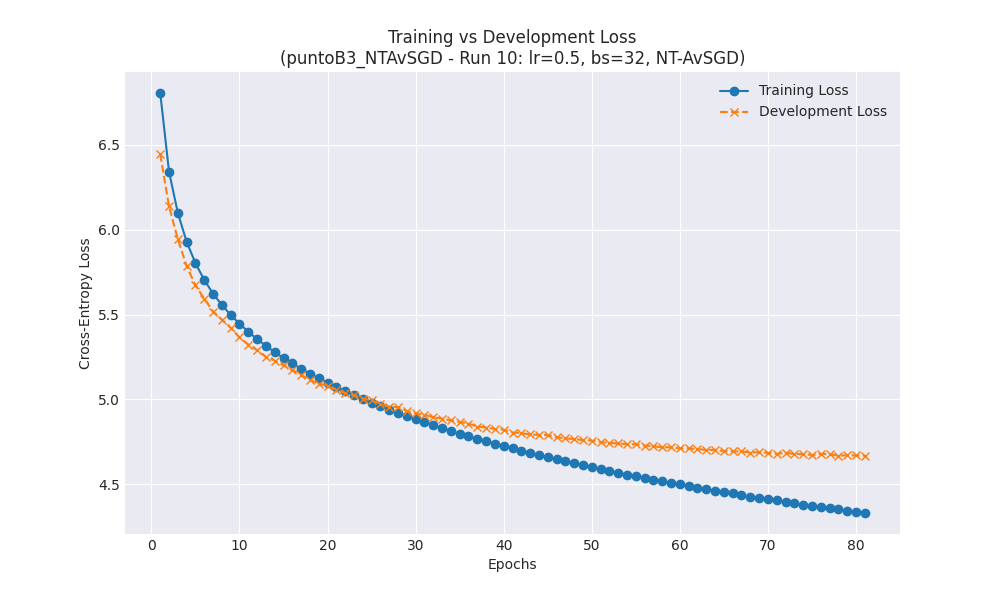 Training vs Development Loss
(puntoB3_NTAvSGD - Run 10: lr=0.5, bs=32, NT-AvSGD)
Training Loss
Development Loss
Cross-Entropy Loss
6.5
6.0
5.5
5.0
4.5
0 10 20 30 40 50 60 70 80
Epochs